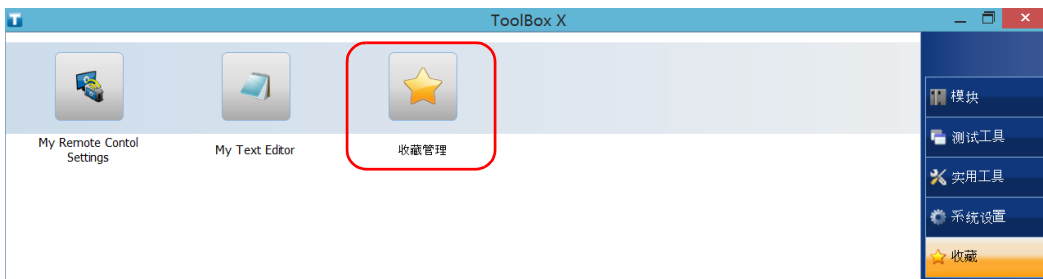 ToolBox X
My Remote Contol
Settings
My Text Editor
收藏管理
模块
测试工具
实用工具
系统设置
收藏